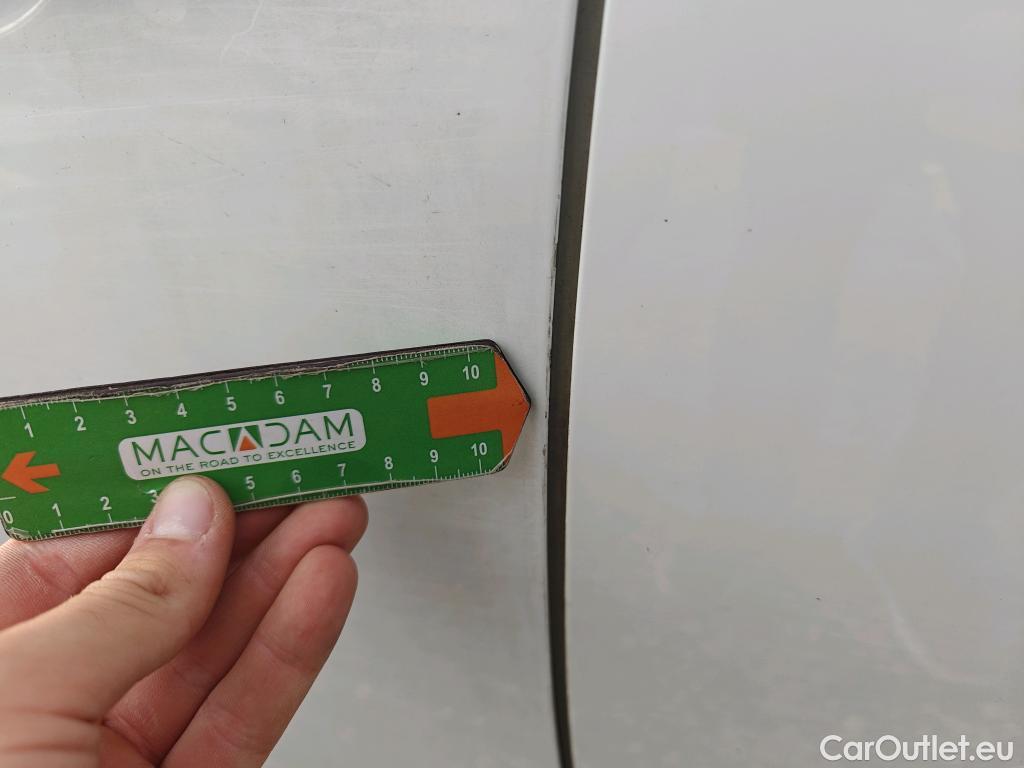 1 2 3 4 5 6 7 8 9 10
MACADAM
ON THE ROAD TO EXCELLENCE
0 1 2 3 5 6 7 8 9 10
CarOutlet.eu